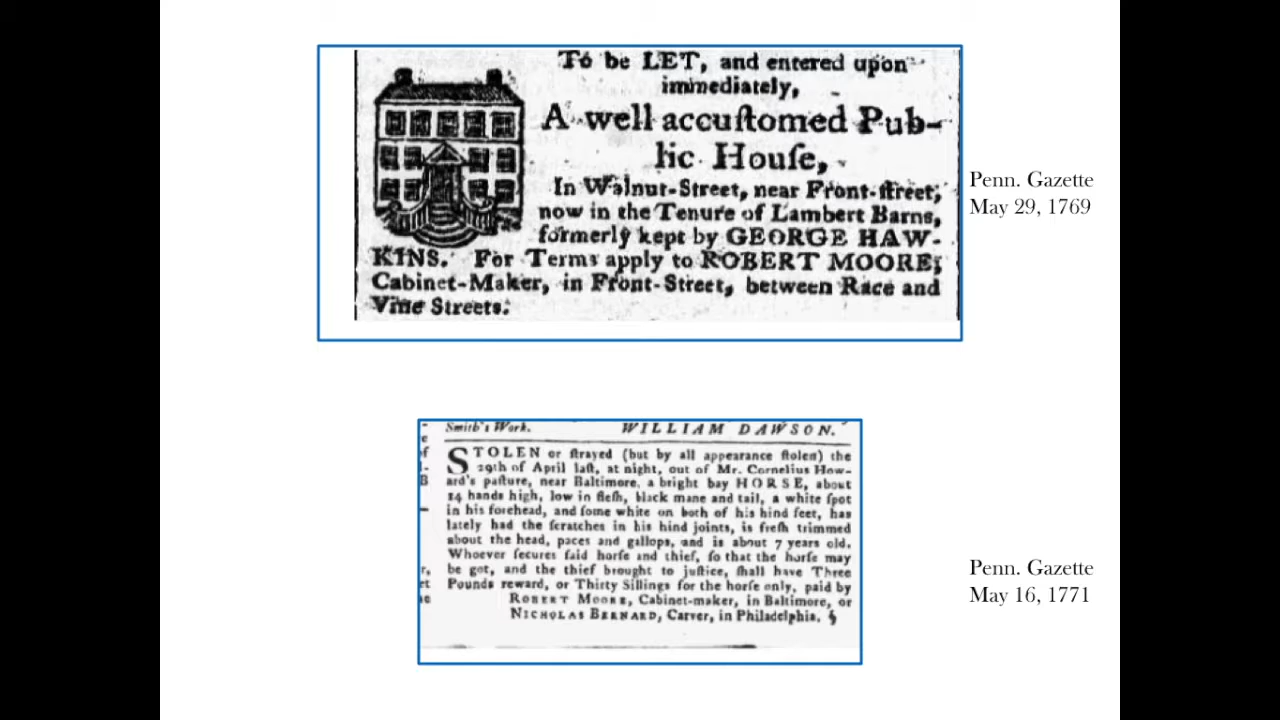 To be LET, and entered upon
immediately,
A well accuſtomed Pub-
lic Houſe,
In Walnut-Street, near Front-ſtreet,
now in the Tenure of Lambert Barns,
formerly kept by GEORGE HAW-
KINS. For Terms apply to ROBERT MOORE,
Cabinet-Maker, in Front-Street, between Race and
Vine Streets.
Penn. Gazette
May 29, 1769
Smith's Work. WILLIAM DAWSON.
STOLEN or ſtrayed (but by all appearance ſtolen) the
29th of April laſt, at night, out of Mr. Cornelius How-
ard's paſture, near Baltimore, a bright bay HORSE, about
14 hands high, low in fleſh, black mane and tail, a white ſpot
in his forehead, and ſome white on both of his hind feet, has
lately had the ſcratches in his hind joints, is freſh trimmed
about the head, paces and gallops, and is about 7 years old.
Whoever ſecures ſaid horſe and thief, ſo that the horſe may
be got, and the thief brought to juſtice, ſhall have Three
Pounds reward, or Thirty Sillings for the horſe only, paid by
ROBERT MOORE, Cabinet-maker, in Baltimore, or
NICHOLAS BERNARD, Carver, in Philadelphia. §
Penn. Gazette
May 16, 1771